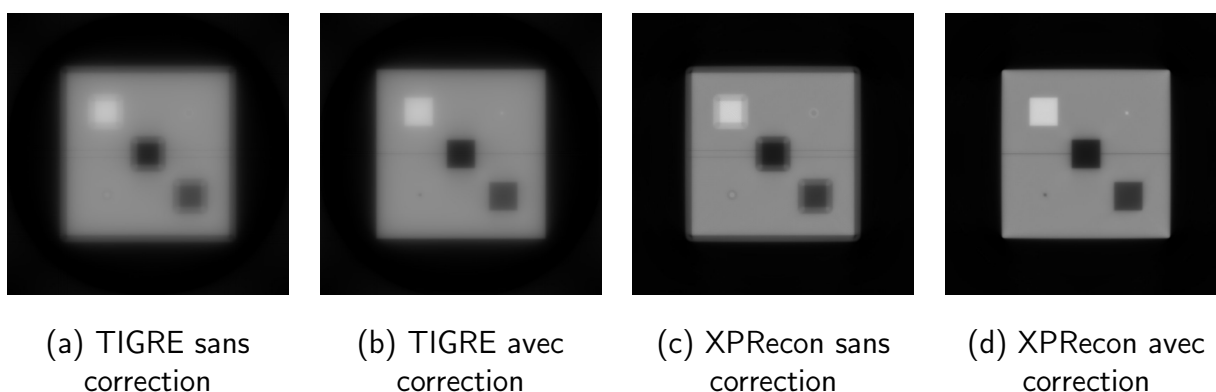 (a) TIGRE sans
correction
(b) TIGRE avec
correction
(c) XPRecon sans
correction
(d) XPRecon avec
correction